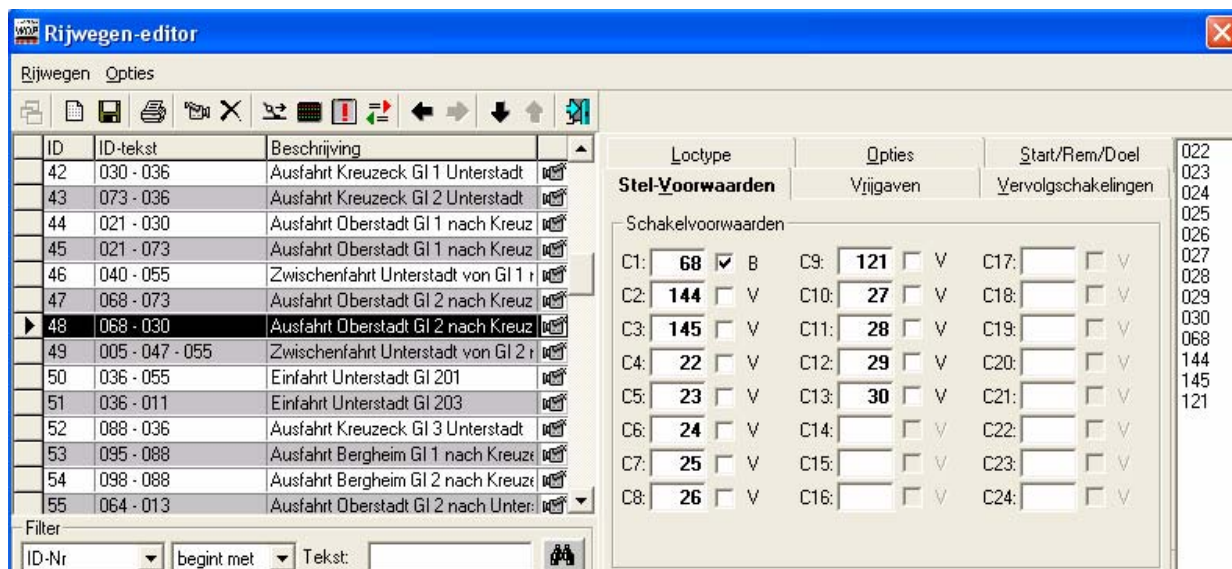 WDP Rijwegen-editor
Rijwegen Opties
ID ID-tekst Beschrijving
42 030 - 036 Ausfahrt Kreuzeck Gl 1 Unterstadt
43 073 - 036 Ausfahrt Kreuzeck Gl 2 Unterstadt
44 021 - 030 Ausfahrt Oberstadt Gl 1 nach Kreuz
45 021 - 073 Ausfahrt Oberstadt Gl 1 nach Kreuz
46 040 - 055 Zwischenfahrt Unterstadt von Gl 1 r
47 068 - 073 Ausfahrt Oberstadt Gl 2 nach Kreuz
48 068 - 030 Ausfahrt Oberstadt Gl 2 nach Kreuz
49 005 - 047 - 055 Zwischenfahrt Unterstadt von Gl 2 r
50 036 - 055 Einfahrt Unterstadt Gl 201
51 036 - 011 Einfahrt Unterstadt Gl 203
52 088 - 036 Ausfahrt Kreuzeck Gl 3 Unterstadt
53 095 - 088 Ausfahrt Bergheim Gl 1 nach Kreuze
54 098 - 088 Ausfahrt Bergheim Gl 2 nach Kreuze
55 064 - 013 Ausfahrt Oberstadt Gl 2 nach Unter
Filter
ID-Nr begint met Tekst:
Loctype Opties Start/Rem/Doel
Stel-Voorwaarden Vrijgaven Vervolgschakelingen
Schakelvoorwaarden
C1: 68 B C9: 121 V C17: V
C2: 144 V C10: 27 V C18: V
C3: 145 V C11: 28 V C19: V
C4: 22 V C12: 29 V C20: V
C5: 23 V C13: 30 V C21: V
C6: 24 V C14: V C22: V
C7: 25 V C15: V C23: V
C8: 26 V C16: V C24: V
022
023
024
025
026
027
028
029
030
068
144
145
121